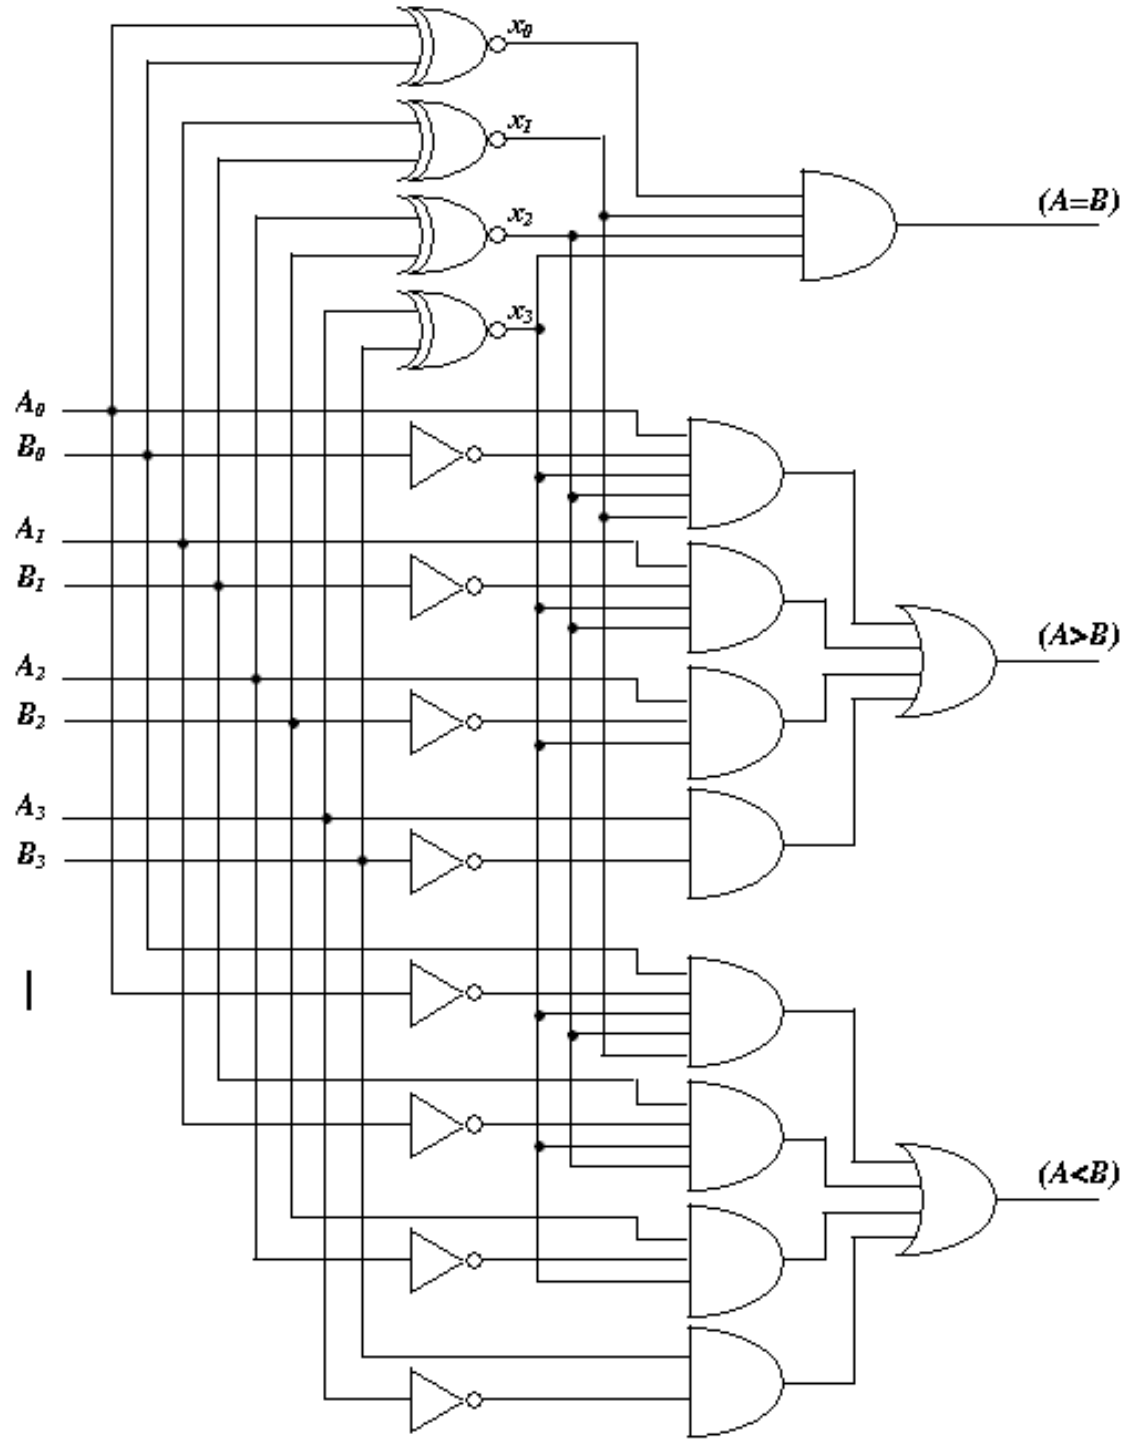 x₀
x₁
x₂
x₃
(A=B)
A₀
B₀
A₁
B₁
(A>B)
A₂
B₂
A₃
B₃
(A<B)